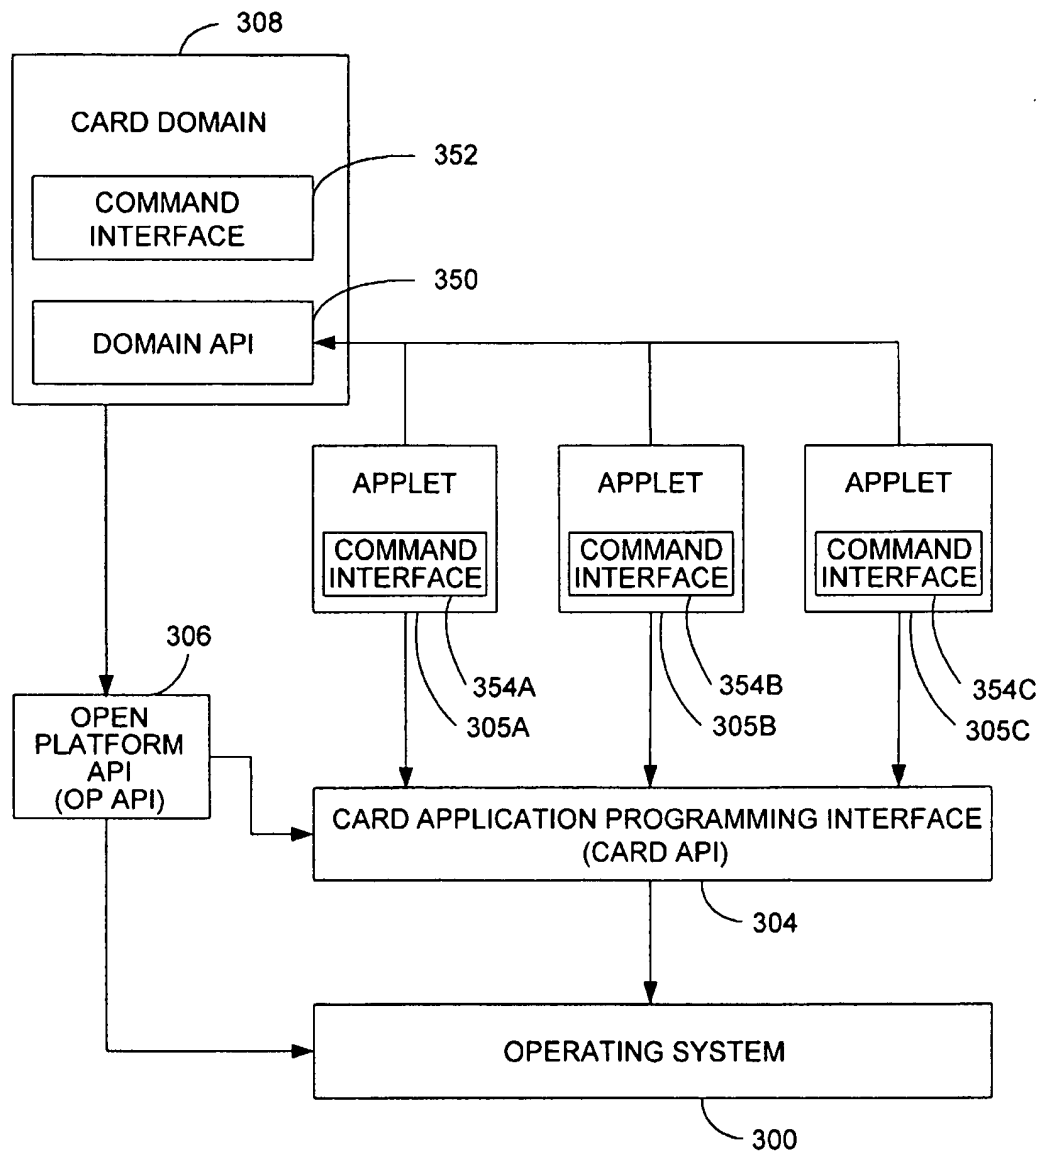 308
CARD DOMAIN
352
COMMAND
INTERFACE
350
DOMAIN API
APPLET
COMMAND
INTERFACE
APPLET
COMMAND
INTERFACE
APPLET
COMMAND
INTERFACE
306
354A
305A
354B
305B
354C
305C
OPEN
PLATFORM
API
(OP API)
CARD APPLICATION PROGRAMMING INTERFACE
(CARD API)
304
OPERATING SYSTEM
300